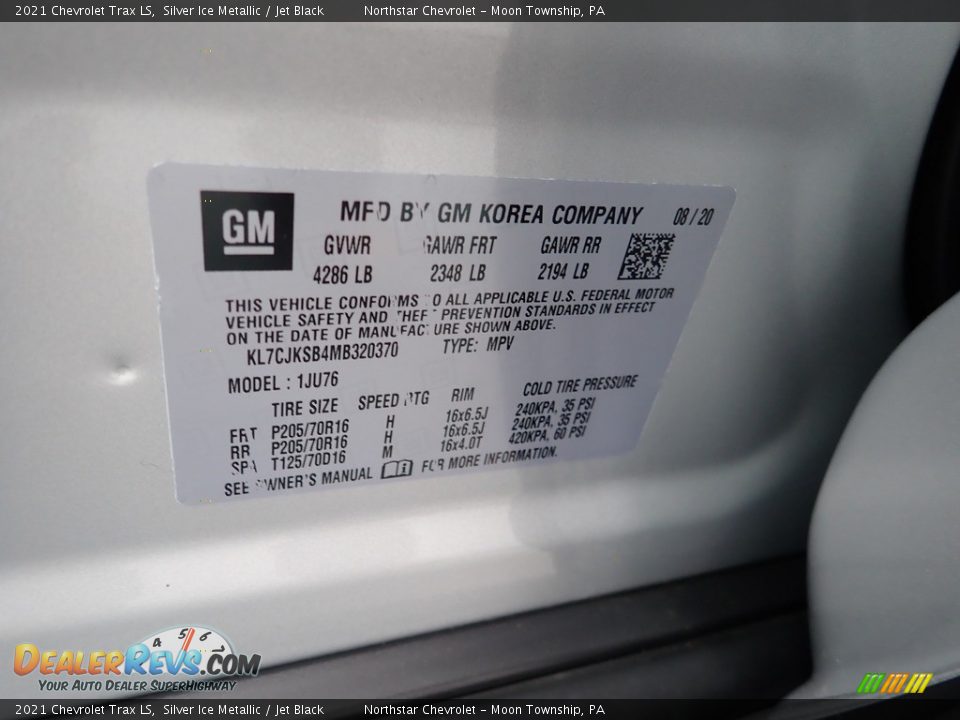 2021 Chevrolet Trax LS, Silver Ice Metallic / Jet Black Northstar Chevrolet - Moon Township, PA
GM
MFD BY GM KOREA COMPANY 08 / 20
GVWR GAWR FRT GAWR RR
4286 LB 2348 LB 2194 LB
THIS VEHICLE CONFORMS TO ALL APPLICABLE U.S. FEDERAL MOTOR
VEHICLE SAFETY AND THEFT PREVENTION STANDARDS IN EFFECT
ON THE DATE OF MANUFACTURE SHOWN ABOVE.
KL7CJKSB4MB320370 TYPE: MPV
MODEL : 1JU76
TIRE SIZE SPEED RTG RIM COLD TIRE PRESSURE
FRT P205/70R16 H 16x6.5J 240KPA, 35 PSI
RR P205/70R16 H 16x6.5J 240KPA, 35 PSI
SPA T125/70D16 M 16x4.0T 420KPA, 60 PSI
SEE OWNER'S MANUAL FOR MORE INFORMATION.
4 5 6
DEALERREVS.COM
YOUR AUTO DEALER SUPERHIGHWAY
2021 Chevrolet Trax LS, Silver Ice Metallic / Jet Black Northstar Chevrolet - Moon Township, PA